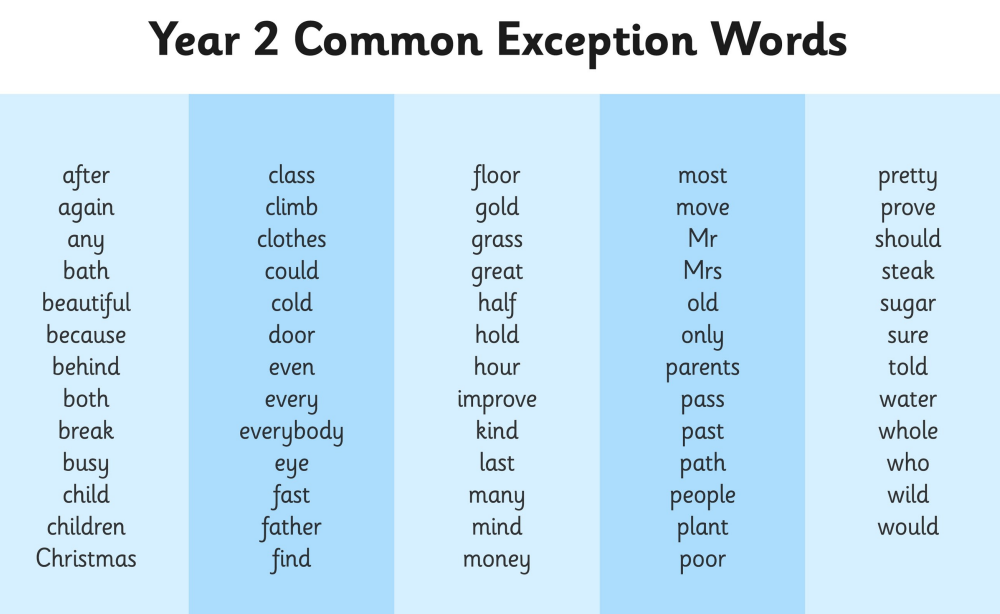 Year 2 Common Exception Words
after
again
any
bath
beautiful
because
behind
both
break
busy
child
children
Christmas
class
climb
clothes
could
cold
door
even
every
everybody
eye
fast
father
find
floor
gold
grass
great
half
hold
hour
improve
kind
last
many
mind
money
most
move
Mr
Mrs
old
only
parents
pass
past
path
people
plant
poor
pretty
prove
should
steak
sugar
sure
told
water
whole
who
wild
would